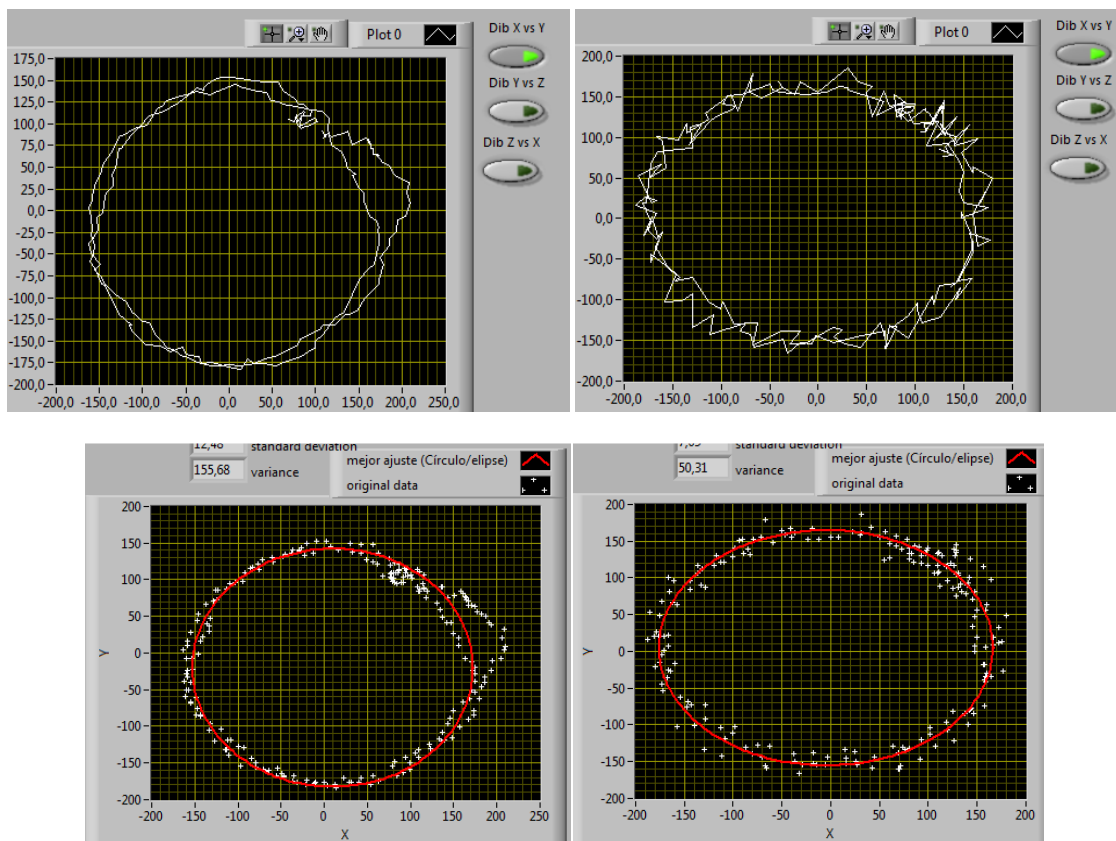 Plot 0
Dib X vs Y
Dib Y vs Z
Dib Z vs X
175,0
150,0
125,0
100,0
75,0
50,0
25,0
0,0
-25,0
-50,0
-75,0
-100,0
-125,0
-150,0
-175,0
-200,0
-200,0 -150,0 -100,0 -50,0 0,0 50,0 100,0 150,0 200,0 250,0
Plot 0
Dib X vs Y
Dib Y vs Z
Dib Z vs X
200,0
150,0
100,0
50,0
0,0
-50,0
-100,0
-150,0
-200,0
-200,0 -150,0 -100,0 -50,0 0,0 50,0 100,0 150,0 200,0
12,48 standard deviation
155,68 variance
mejor ajuste (Círculo/elipse)
original data
200
150
100
50
0
-50
-100
-150
-200
Y
-200 -150 -100 -50 0 50 100 150 200 250
X
standard deviation
50,31 variance
mejor ajuste (Círculo/elipse)
original data
200
150
100
50
0
-50
-100
-150
-200
Y
-200 -150 -100 -50 0 50 100 150 200
X